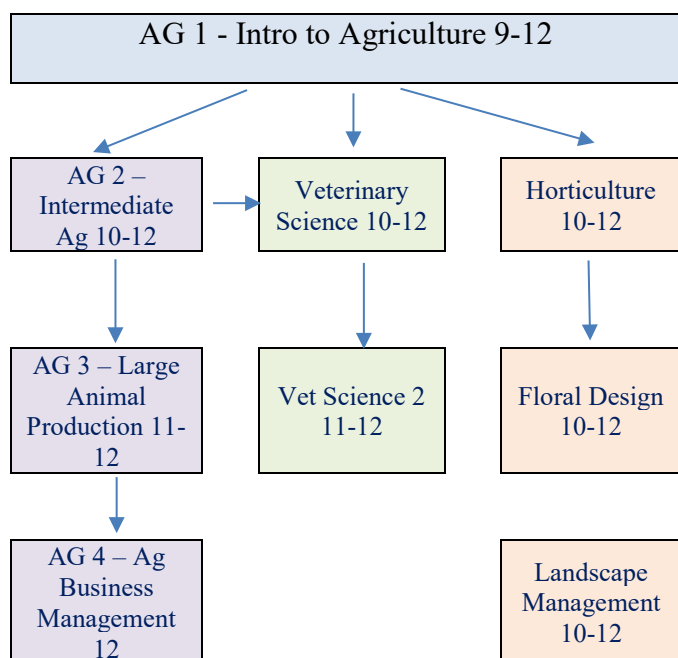 AG 1 - Intro to Agriculture 9-12
AG 2 –
Intermediate
Ag 10-12
Veterinary
Science 10-12
Horticulture
10-12
AG 3 – Large
Animal
Production 11-
12
Vet Science 2
11-12
Floral Design
10-12
AG 4 – Ag
Business
Management
12
Landscape
Management
10-12